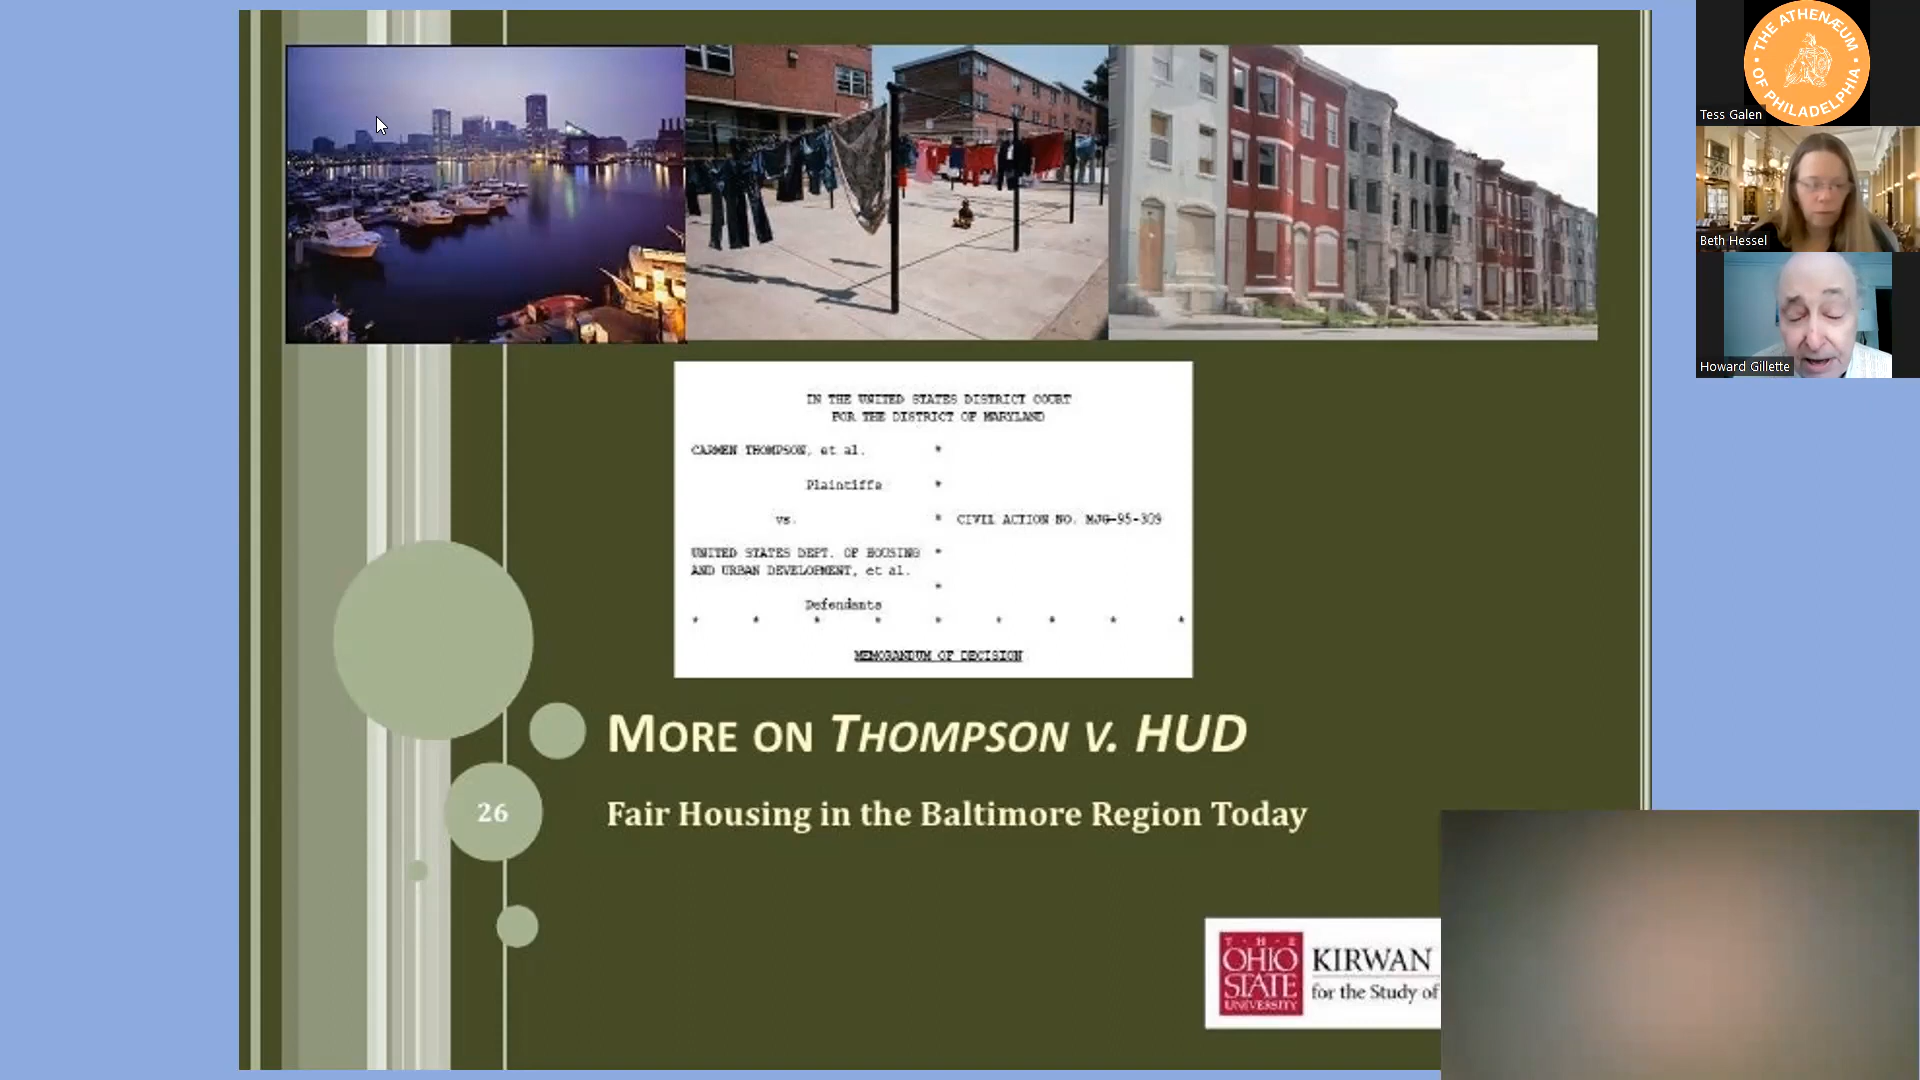 THE ATHENÆUM OF PHILADELPHIA
Tess Galen
Beth Hessel
Howard Gillette
IN THE UNITED STATES DISTRICT COURT
FOR THE DISTRICT OF MARYLAND
CARMEN THOMPSON, et al. *
Plaintiffs *
vs. * CIVIL ACTION NO. MJG-95-309
UNITED STATES DEPT. OF HOUSING *
AND URBAN DEVELOPMENT, et al.
*
Defendants
* * * * * * * * *
MEMORANDUM OF DECISION
MORE ON THOMPSON V. HUD
26
Fair Housing in the Baltimore Region Today
T · H · E
OHIO
STATE
UNIVERSITY
KIRWAN
for the Study of